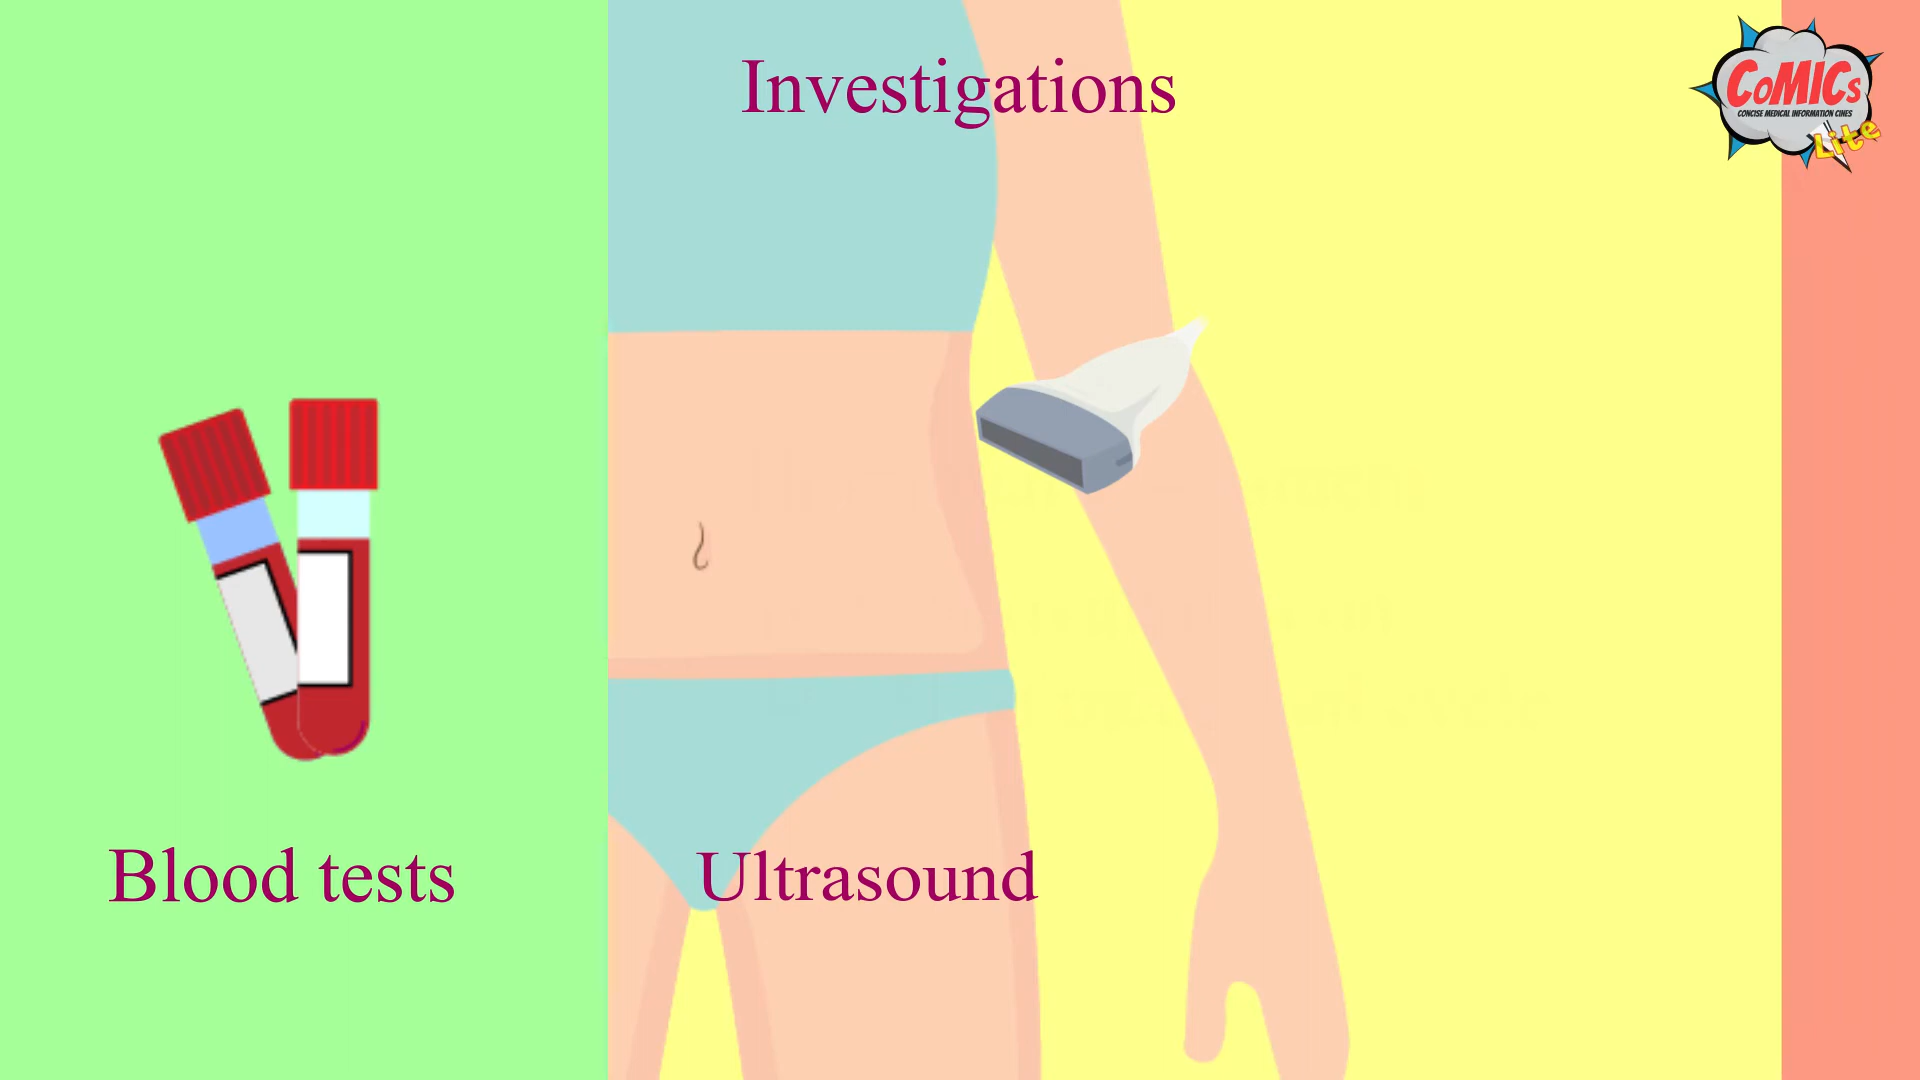 Investigations
CoMICs
CONCISE MEDICAL INFORMATION CINES
Lite
Blood tests
Ultrasound